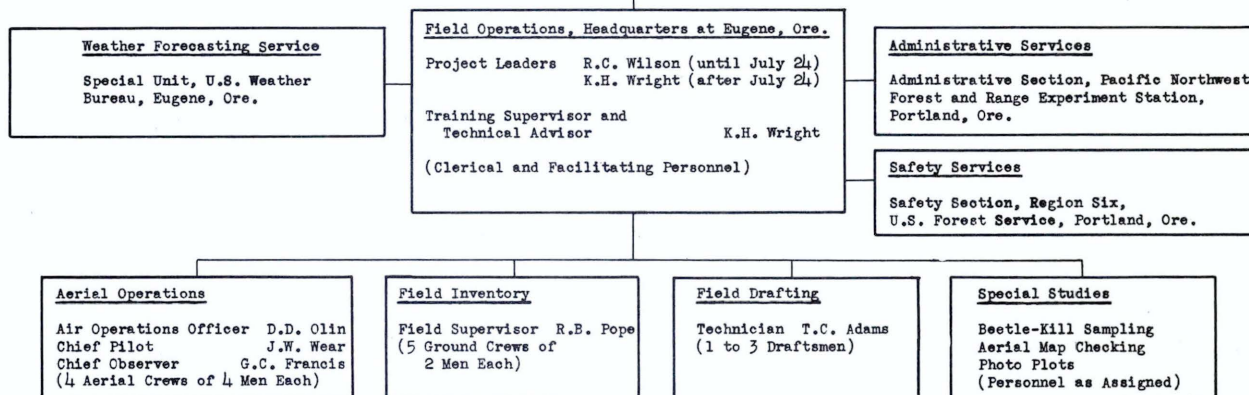 Weather Forecasting Service
Special Unit, U.S. Weather
Bureau, Eugene, Ore.
Field Operations, Headquarters at Eugene, Ore.
Project Leaders R.C. Wilson (until July 24)
K.H. Wright (after July 24)
Training Supervisor and
Technical Advisor K.H. Wright
(Clerical and Facilitating Personnel)
Administrative Services
Administrative Section, Pacific Northwest
Forest and Range Experiment Station,
Portland, Ore.
Safety Services
Safety Section, Region Six,
U.S. Forest Service, Portland, Ore.
Aerial Operations
Air Operations Officer D.D. Olin
Chief Pilot J.W. Wear
Chief Observer G.C. Francis
(4 Aerial Crews of 4 Men Each)
Field Inventory
Field Supervisor R.B. Pope
(5 Ground Crews of
2 Men Each)
Field Drafting
Technician T.C. Adams
(1 to 3 Draftsmen)
Special Studies
Beetle-Kill Sampling
Aerial Map Checking
Photo Plots
(Personnel as Assigned)